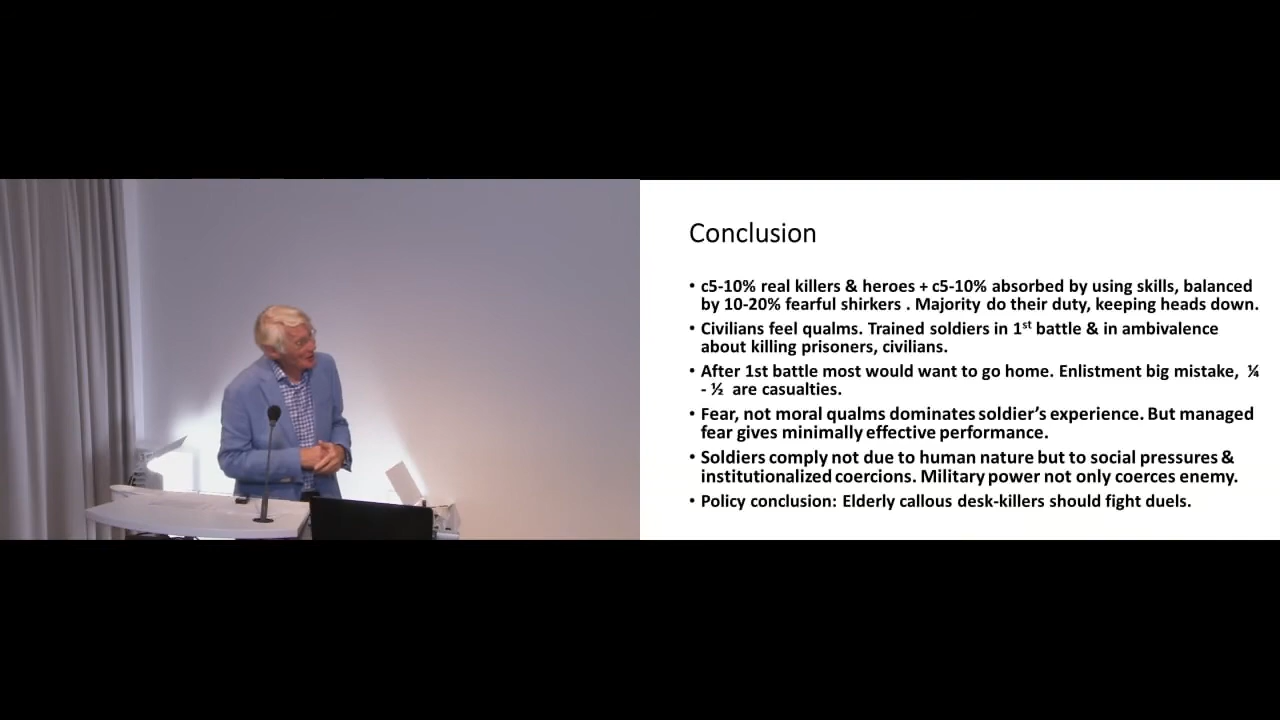 Conclusion
• c5-10% real killers & heroes + c5-10% absorbed by using skills, balanced
by 10-20% fearful shirkers . Majority do their duty, keeping heads down.
• Civilians feel qualms. Trained soldiers in 1st battle & in ambivalence
about killing prisoners, civilians.
• After 1st battle most would want to go home. Enlistment big mistake, ¼
- ½ are casualties.
• Fear, not moral qualms dominates soldier’s experience. But managed
fear gives minimally effective performance.
• Soldiers comply not due to human nature but to social pressures &
institutionalized coercions. Military power not only coerces enemy.
• Policy conclusion: Elderly callous desk-killers should fight duels.